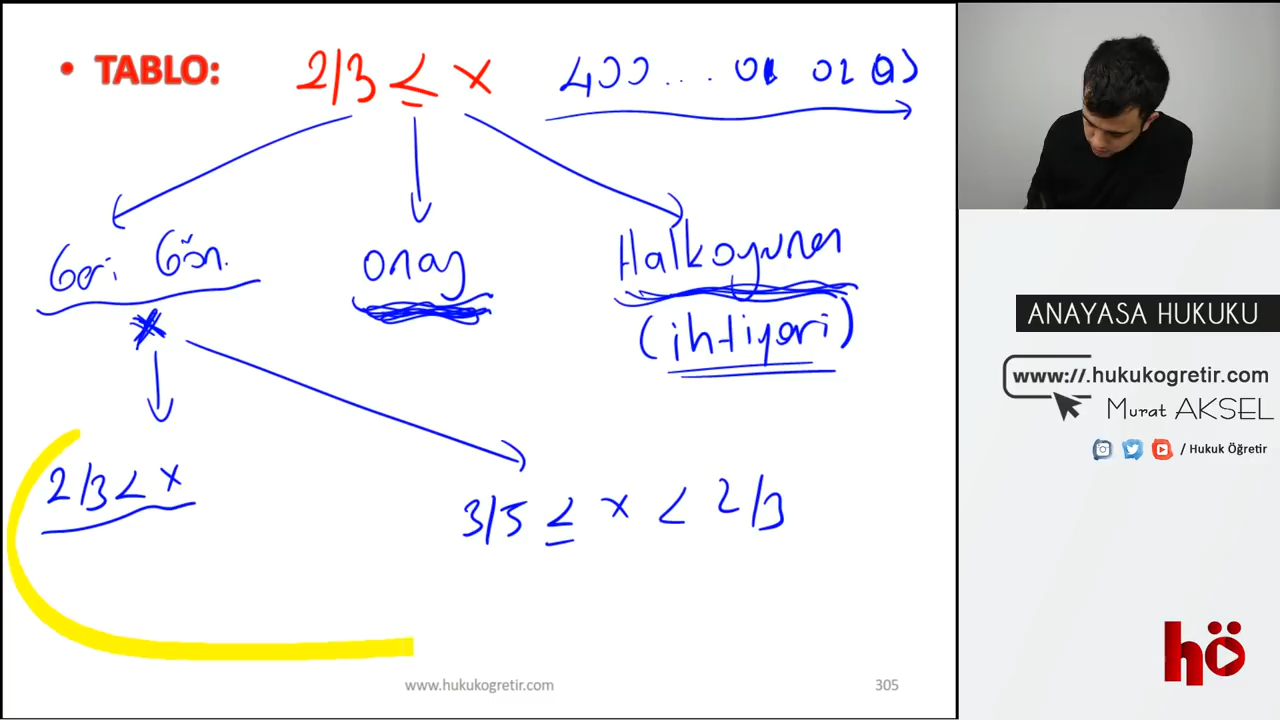 • TABLO: 2/3 ≤ x 400 ...
Geri Gön. onay Halkoyuna
(ihtiyari)
2/3 < x
3/5 ≤ x < 2/3
www.hukukogretir.com 305
ANAYASA HUKUKU
www://.hukukogretir.com
Murat AKSEL
/ Hukuk Öğretir
hö